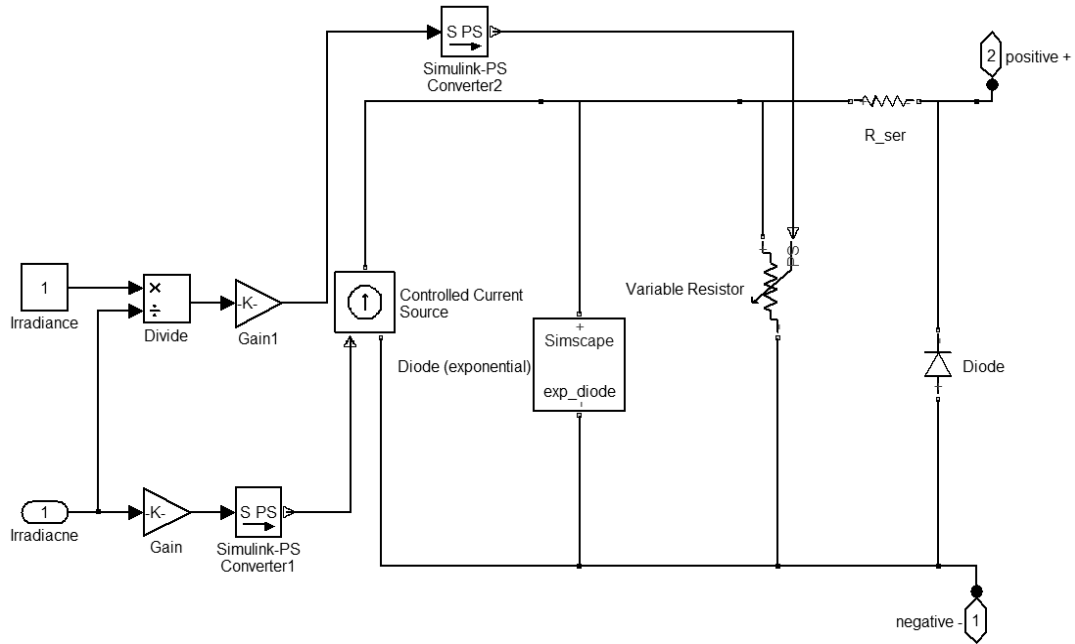 S PS
Simulink-PS
Converter2
2
positive +
R_ser
1
Irradiance
×
÷
Divide
-K-
Gain1
Controlled Current
Source
Diode (exponential)
+
Simscape
exp_diode
-
Variable Resistor
+
PS
-
Diode
+
1
Irradiacne
-K-
Gain
S PS
Simulink-PS
Converter1
negative -
1